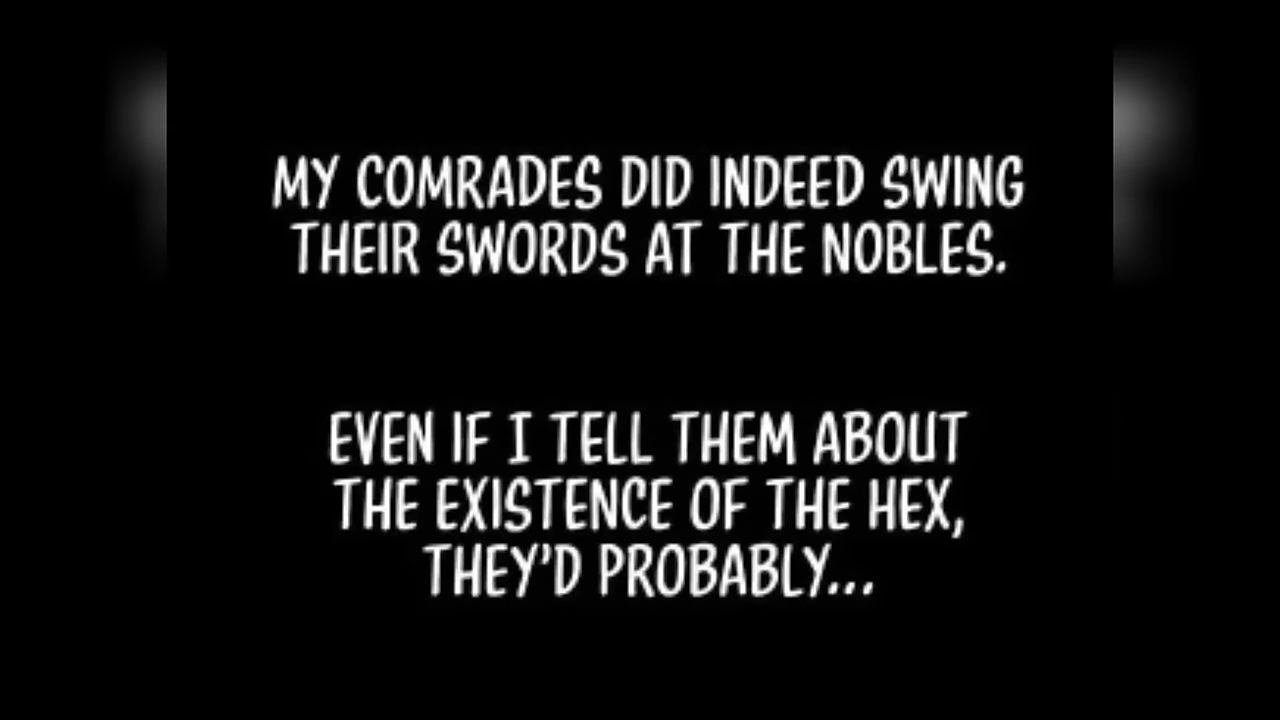 MY COMRADES DID INDEED SWING
THEIR SWORDS AT THE NOBLES.
EVEN IF I TELL THEM ABOUT
THE EXISTENCE OF THE HEX,
THEY'D PROBABLY...